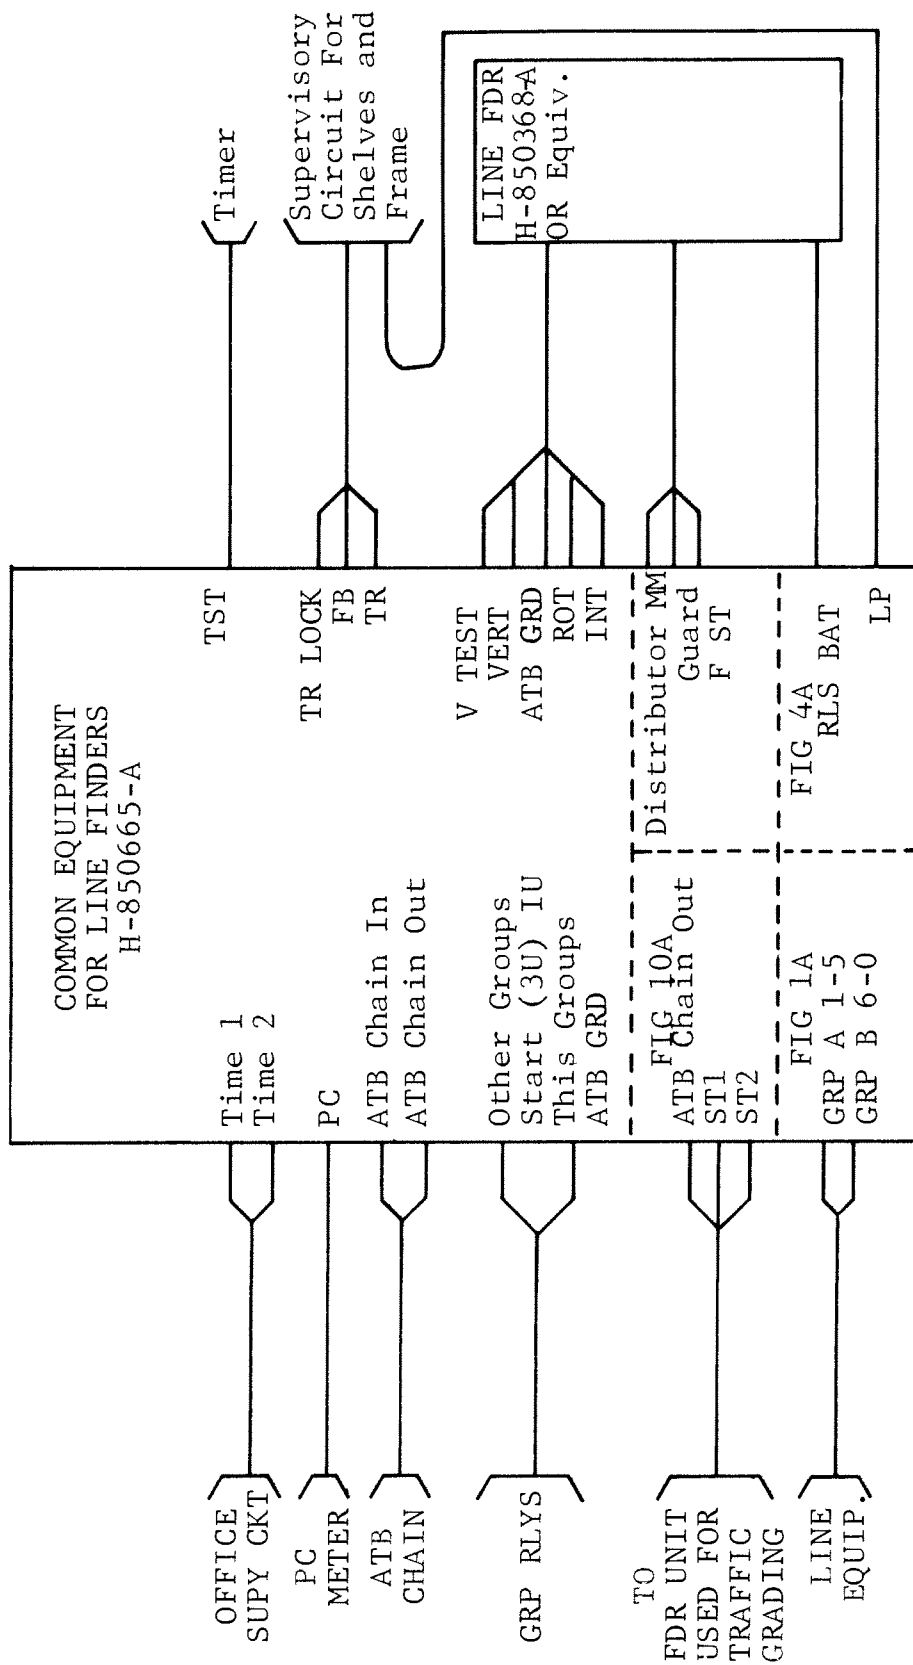 OFFICE
SUPY CKT
PC
METER
ATB
CHAIN
GRP RLYS
TO
FDR UNIT
USED FOR
TRAFFIC
GRADING
LINE
EQUIP.
COMMON EQUIPMENT
FOR LINE FINDERS
H-850665-A
Time 1
Time 2
PC
ATB Chain In
ATB Chain Out
Other Groups
Start (3U) IU
This Groups
ATB GRD
FIG 10A
ATB Chain Out
ST1
ST2
FIG 1A
GRP A 1-5
GRP B 6-0
TST
TR LOCK
FB
TR
V TEST
VERT
ATB GRD
ROT
INT
Distributor MM
Guard
F ST
FIG 4A
RLS BAT
LP
Timer
Supervisory
Circuit For
Shelves and
Frame
LINE FDR
H-850368-A
OR Equiv.